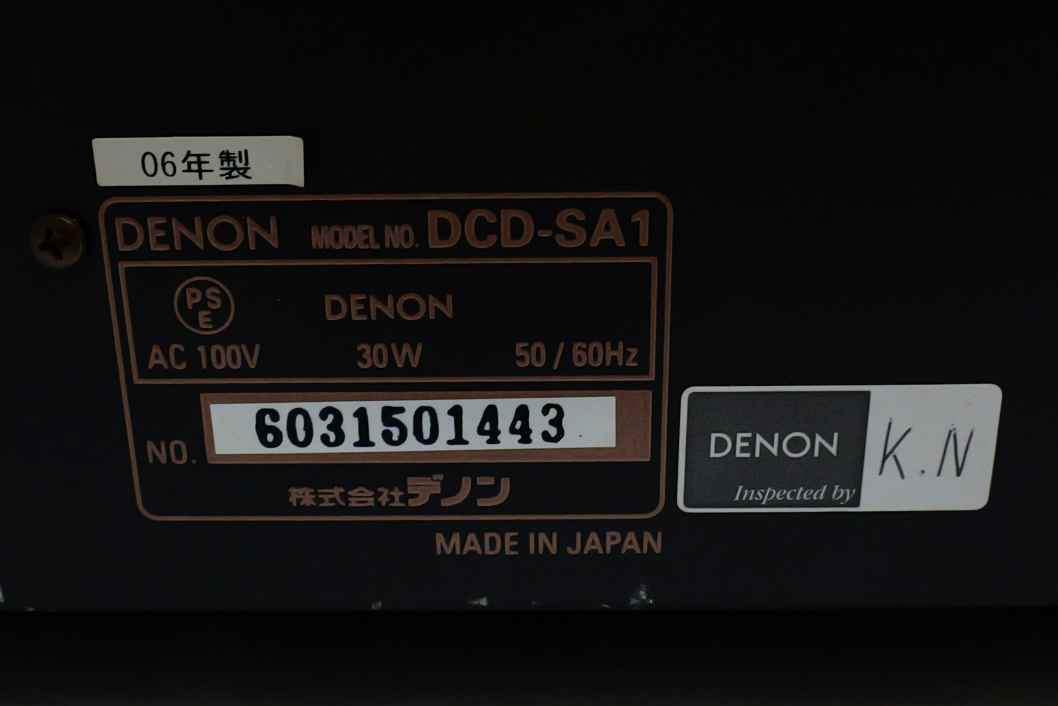 06年製
DENON MODEL NO. DCD-SA1
PS
E
DENON
AC 100V 30W 50/60Hz
NO. 6031501443
株式会社デノン
MADE IN JAPAN
DENON
Inspected by
K.N